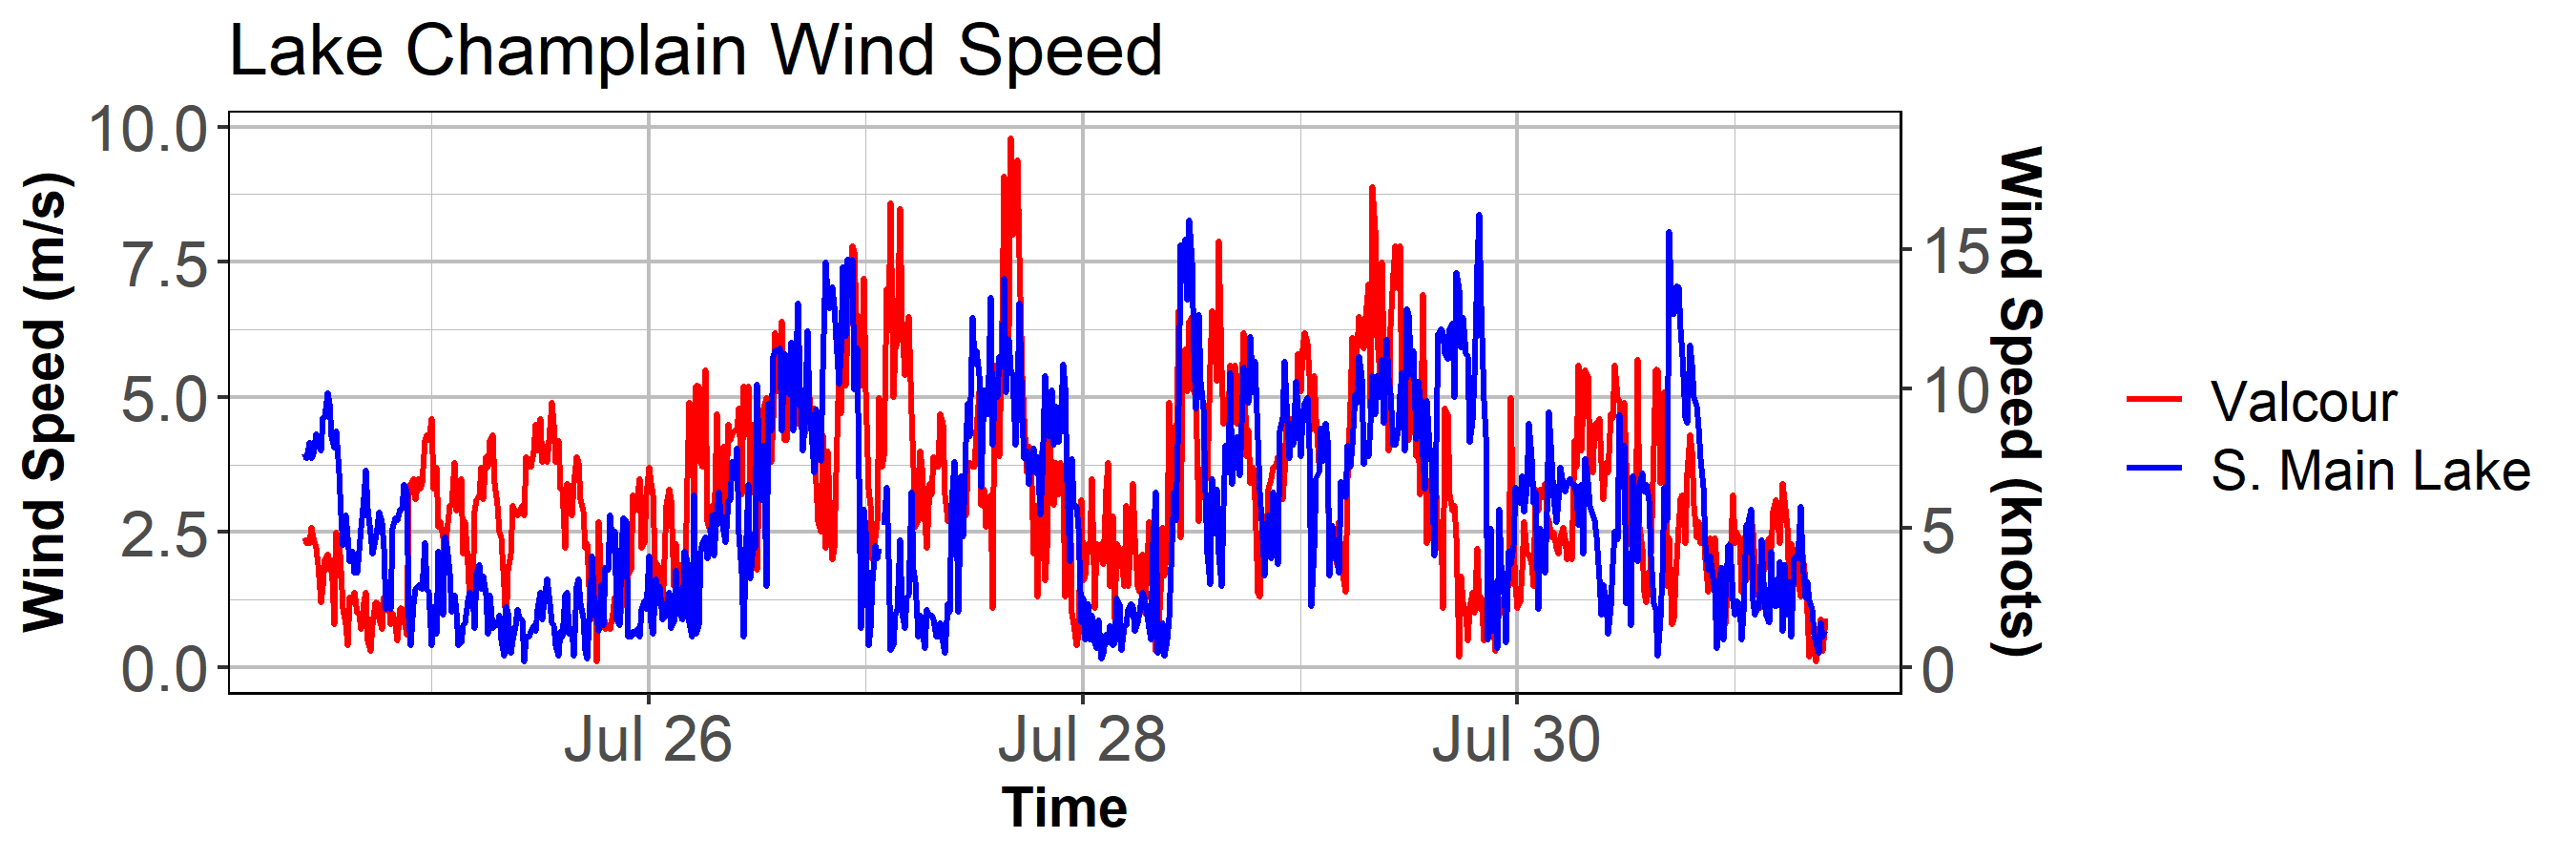 Lake Champlain Wind Speed
Wind Speed (m/s)
10.0
7.5
5.0
2.5
0.0
Jul 26
Jul 28
Jul 30
Time
15
10
5
0
Wind Speed (knots)
Valcour
S. Main Lake